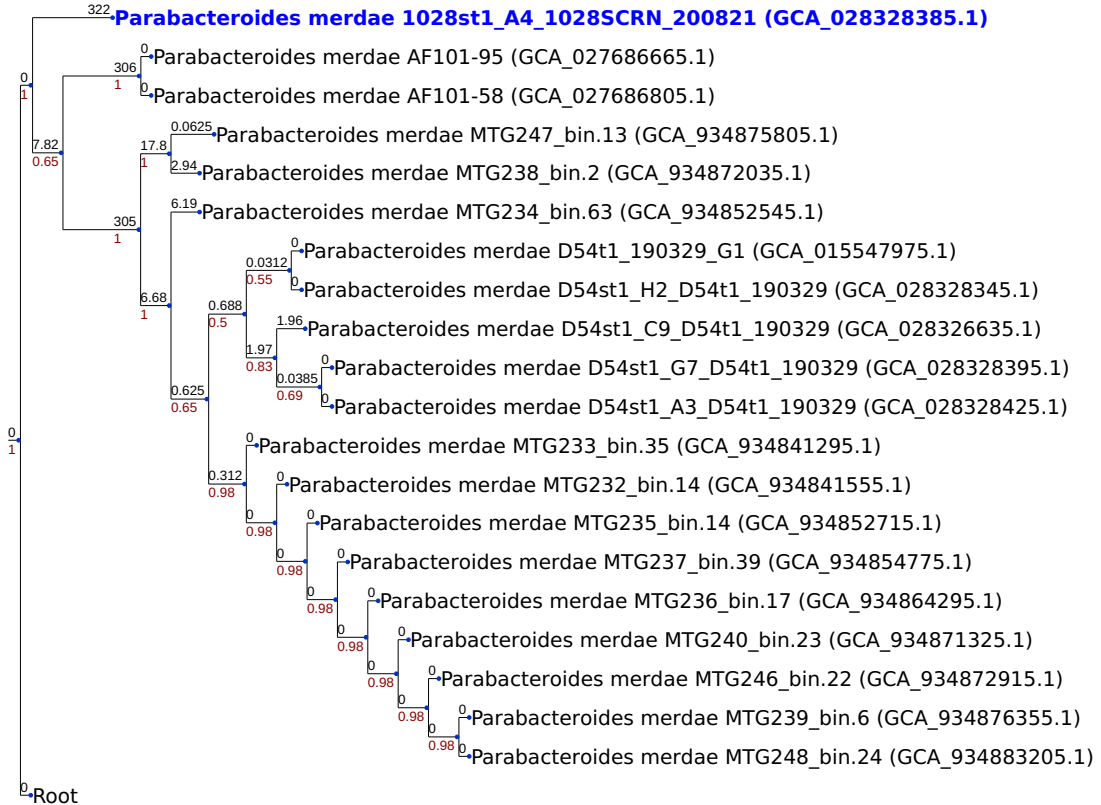 322 Parabacteroides merdae 1028st1_A4_1028SCRN_200821 (GCA_028328385.1)
0 Parabacteroides merdae AF101-95 (GCA_027686665.1)
306
0
1 1
0 Parabacteroides merdae AF101-58 (GCA_027686805.1)
0.0625 Parabacteroides merdae MTG247_bin.13 (GCA_934875805.1)
7.82 17.8
0.65 1
2.94 Parabacteroides merdae MTG238_bin.2 (GCA_934872035.1)
6.19 Parabacteroides merdae MTG234_bin.63 (GCA_934852545.1)
305
1
0 Parabacteroides merdae D54t1_190329_G1 (GCA_015547975.1)
0.0312
0.55
0 Parabacteroides merdae D54st1_H2_D54t1_190329 (GCA_028328345.1)
6.68 0.688
1 0.5
1.96 Parabacteroides merdae D54st1_C9_D54t1_190329 (GCA_028326635.1)
1.97
0.83
0 Parabacteroides merdae D54st1_G7_D54t1_190329 (GCA_028328395.1)
0.0385
0.69
0.625
0.65
0 Parabacteroides merdae D54st1_A3_D54t1_190329 (GCA_028328425.1)
0
1
0 Parabacteroides merdae MTG233_bin.35 (GCA_934841295.1)
0.312
0.98
0 Parabacteroides merdae MTG232_bin.14 (GCA_934841555.1)
0
0.98
0 Parabacteroides merdae MTG235_bin.14 (GCA_934852715.1)
0
0.98
0 Parabacteroides merdae MTG237_bin.39 (GCA_934854775.1)
0
0.98
0 Parabacteroides merdae MTG236_bin.17 (GCA_934864295.1)
0
0.98
0 Parabacteroides merdae MTG240_bin.23 (GCA_934871325.1)
0
0.98
0 Parabacteroides merdae MTG246_bin.22 (GCA_934872915.1)
0
0.98
0 Parabacteroides merdae MTG239_bin.6 (GCA_934876355.1)
0
0.98
0 Parabacteroides merdae MTG248_bin.24 (GCA_934883205.1)
0 Root